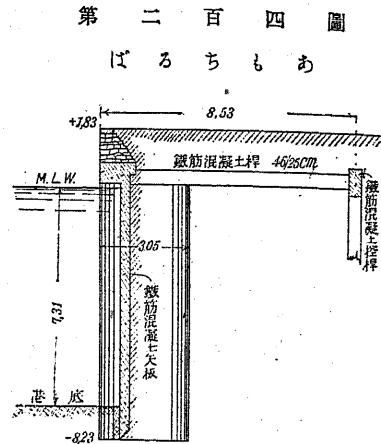 第二百四圖
ばるちもあ
8,53
+1,83
鐵筋混凝土桿 46/25cm
M.L.W.
鐵筋混凝土控桿
3.05
7,31
鐵筋混凝土矢板
港底
-8,23